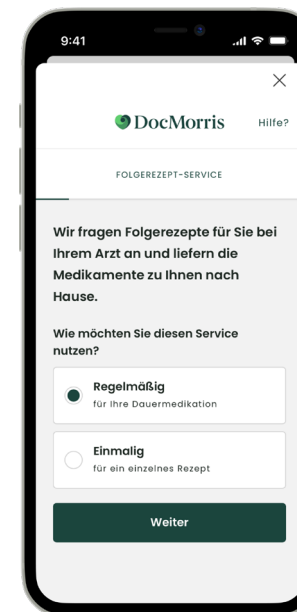 9:41
DocMorris
Hilfe?
FOLGEREZEPT-SERVICE
Wir fragen Folgerezepte für Sie bei
Ihrem Arzt an und liefern die
Medikamente zu Ihnen nach
Hause.
Wie möchten Sie diesen Service
nutzen?
Regelmäßig
für Ihre Dauermedikation
Einmalig
für ein einzelnes Rezept
Weiter